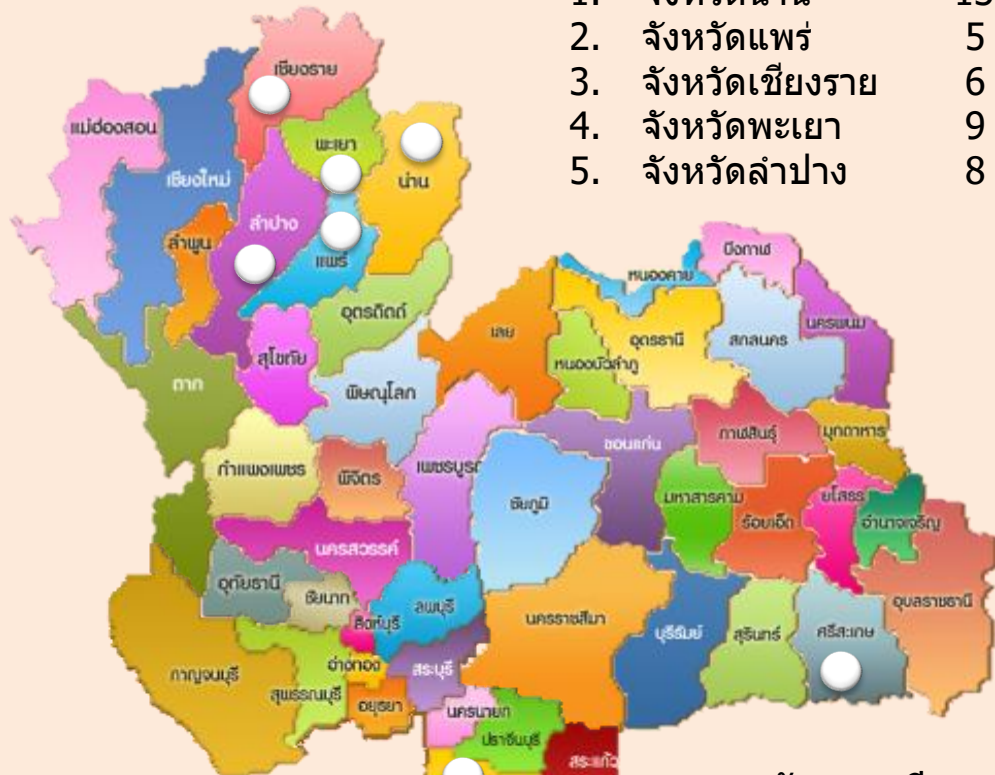 1. จังหวัดน่าน
2. จังหวัดแพร่ 5
3. จังหวัดเชียงราย 6
4. จังหวัดพะเยา 9
5. จังหวัดลำปาง 8
เชียงราย
แม่ฮ่องสอน
พะเยา
เชียงใหม่
น่าน
ลำปาง
ลำพูน
แพร่
บึงกาฬ
หนองคาย
อุตรดิตถ์
เลย
อุดรธานี
สกลนคร
นครพนม
สุโขทัย
หนองบัวลำภู
ตาก
พิษณุโลก
ขอนแก่น
กาฬสินธุ์
มุกดาหาร
กำแพงเพชร
พิจิตร
เพชรบูรณ์
ชัยภูมิ
มหาสารคาม
ร้อยเอ็ด
ยโสธร
อำนาจเจริญ
นครสวรรค์
อุทัยธานี
ชัยนาท
สิงห์บุรี
ลพบุรี
นครราชสีมา
บุรีรัมย์
สุรินทร์
ศรีสะเกษ
อุบลราชธานี
กาญจนบุรี
สุพรรณบุรี
อ่างทอง
สระบุรี
อยุธยา
นครนายก
ปราจีนบุรี
สระแก้ว